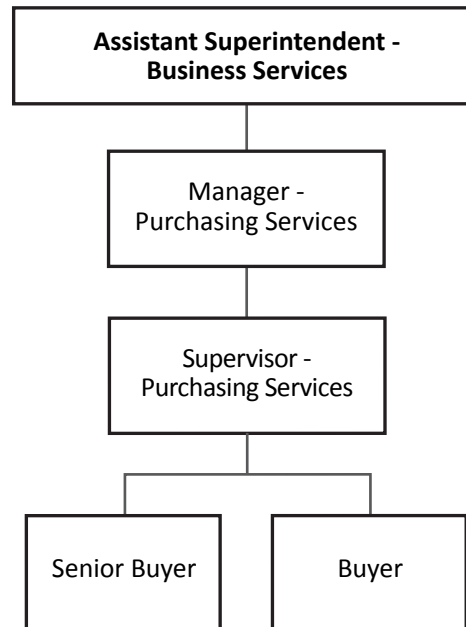 Assistant Superintendent -
Business Services
Manager -
Purchasing Services
Supervisor -
Purchasing Services
Senior Buyer
Buyer